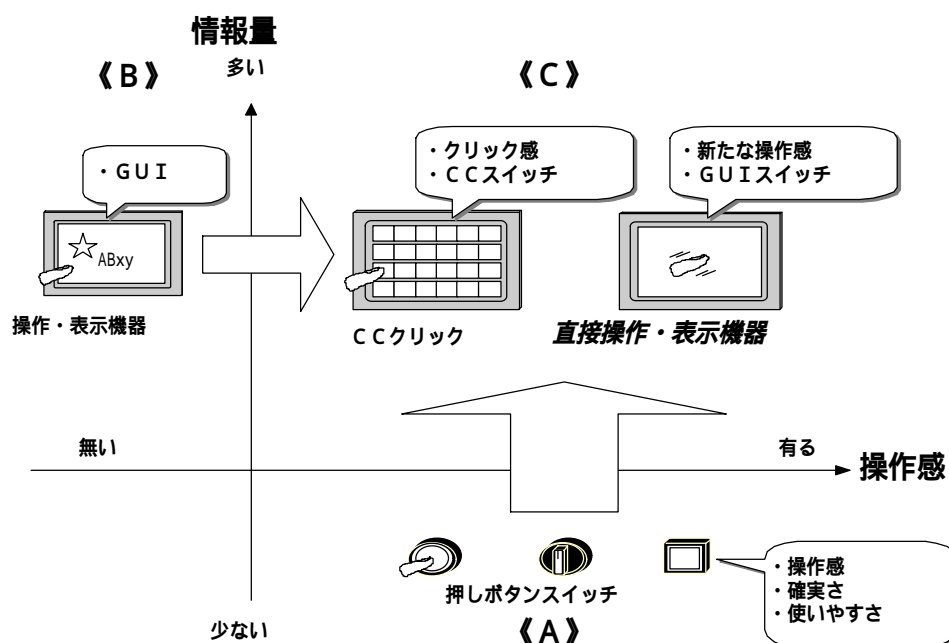 情報量
多い
《B》
《C》
・GUI
・クリック感
・CCスイッチ
・新たな操作感
・GUIスイッチ
ABxy
操作・表示機器
CCクリック
直接操作・表示機器
無い
有る
操作感
押しボタンスイッチ
・操作感
・確実さ
・使いやすさ
少ない
《A》